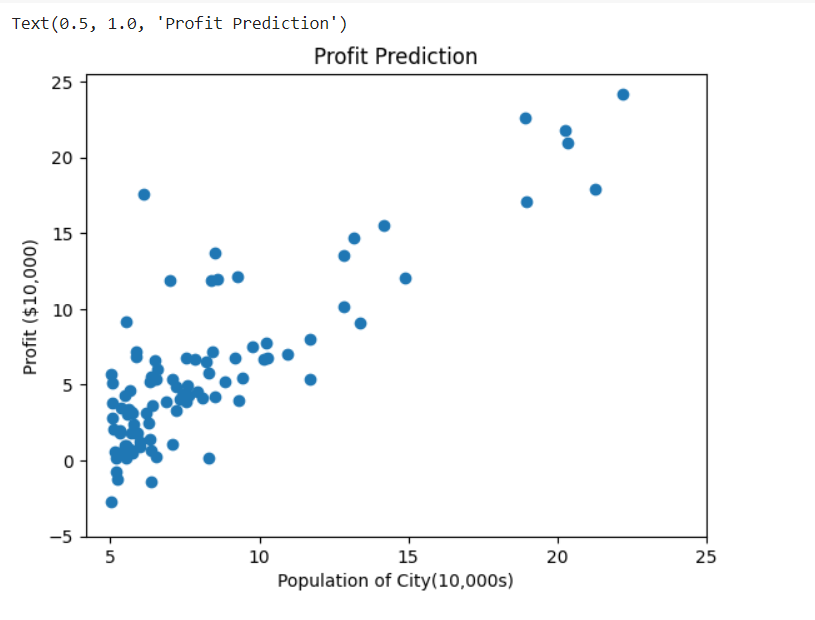 Text(0.5, 1.0, 'Profit Prediction')
Profit Prediction
25
20
15
10
5
0
−5
Profit ($10,000)
5 10 15 20 25
Population of City(10,000s)